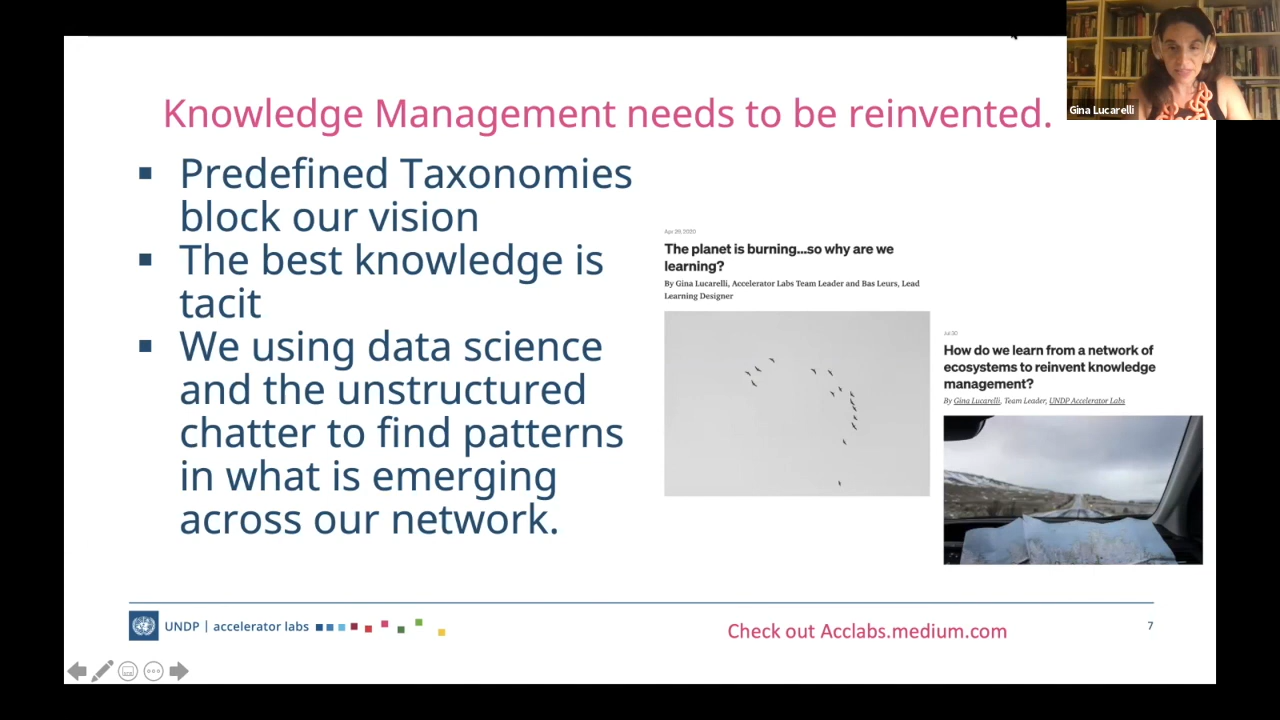 Gina Lucarelli
Knowledge Management needs to be reinvented.
▪ Predefined Taxonomies
block our vision
▪ The best knowledge is
tacit
▪ We using data science
and the unstructured
chatter to find patterns
in what is emerging
across our network.
Apr 28, 2020
The planet is burning...so why are we
learning?
By Gina Lucarelli, Accelerator Labs Team Leader and Bas Leurs, Lead
Learning Designer
Jul 30
How do we learn from a network of
ecosystems to reinvent knowledge
management?
By Gina Lucarelli, Team Leader, UNDP Accelerator Labs
UNDP | accelerator labs
Check out Acclabs.medium.com
7